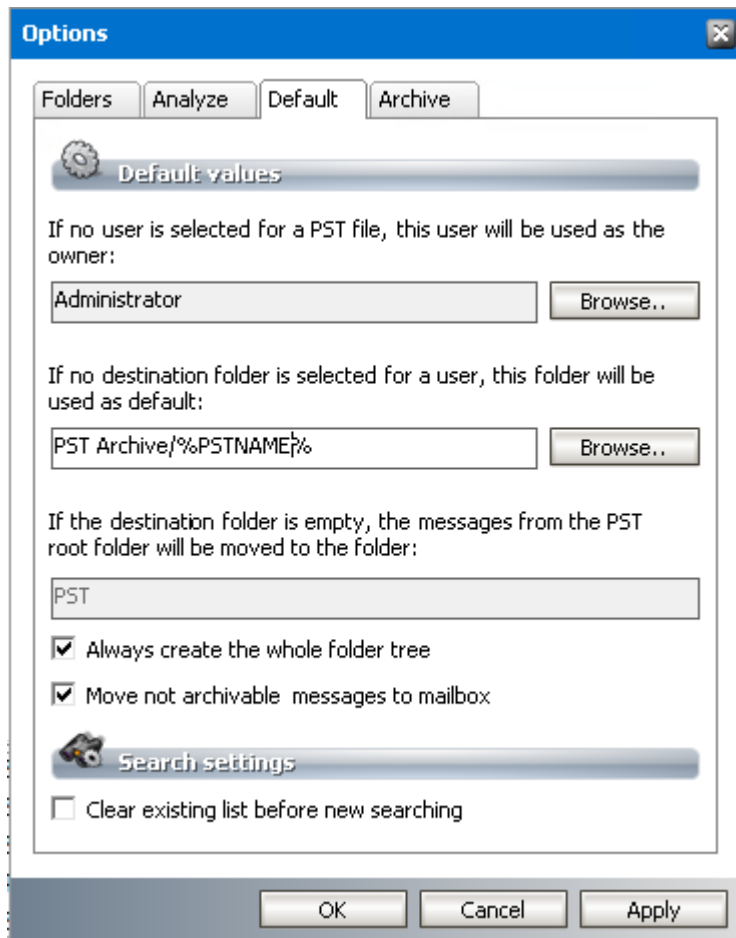 Options
Folders
Analyze
Default
Archive
Default values
If no user is selected for a PST file, this user will be used as the
owner:
Administrator
Browse..
If no destination folder is selected for a user, this folder will be
used as default:
PST Archive/%PSTNAME%
Browse..
If the destination folder is empty, the messages from the PST
root folder will be moved to the folder:
PST
Always create the whole folder tree
Move not archivable  messages to mailbox
Search settings
Clear existing list before new searching
OK
Cancel
Apply